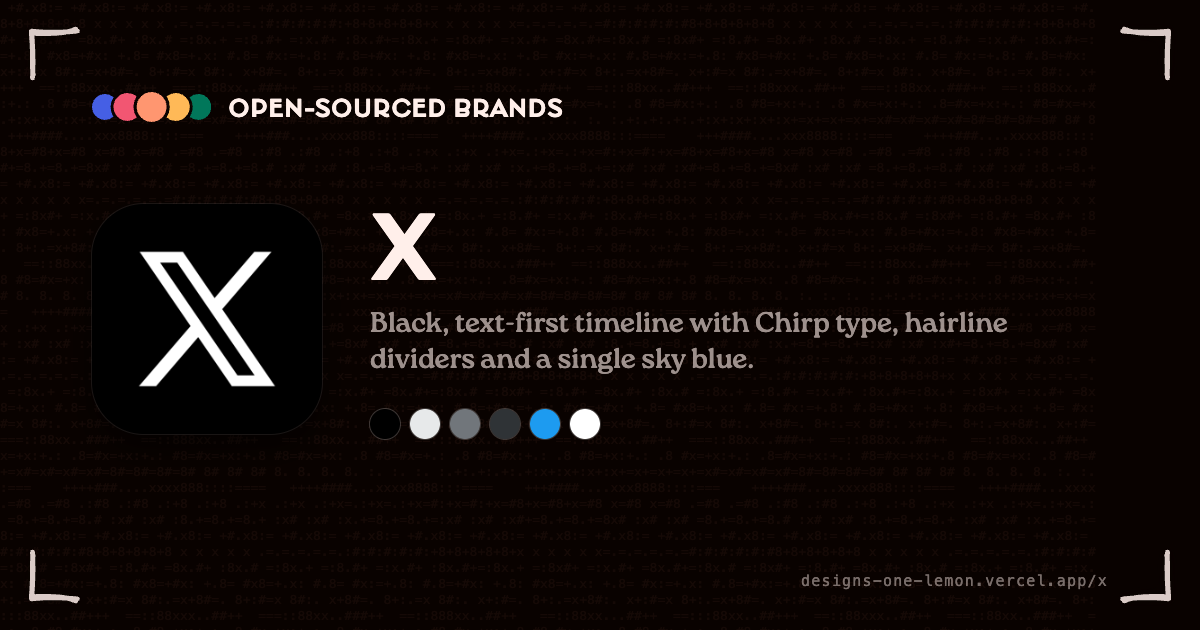 OPEN-SOURCED BRANDS
X
Black, text-first timeline with Chirp type, hairline
dividers and a single sky blue.
designs-one-lemon.vercel.app/x